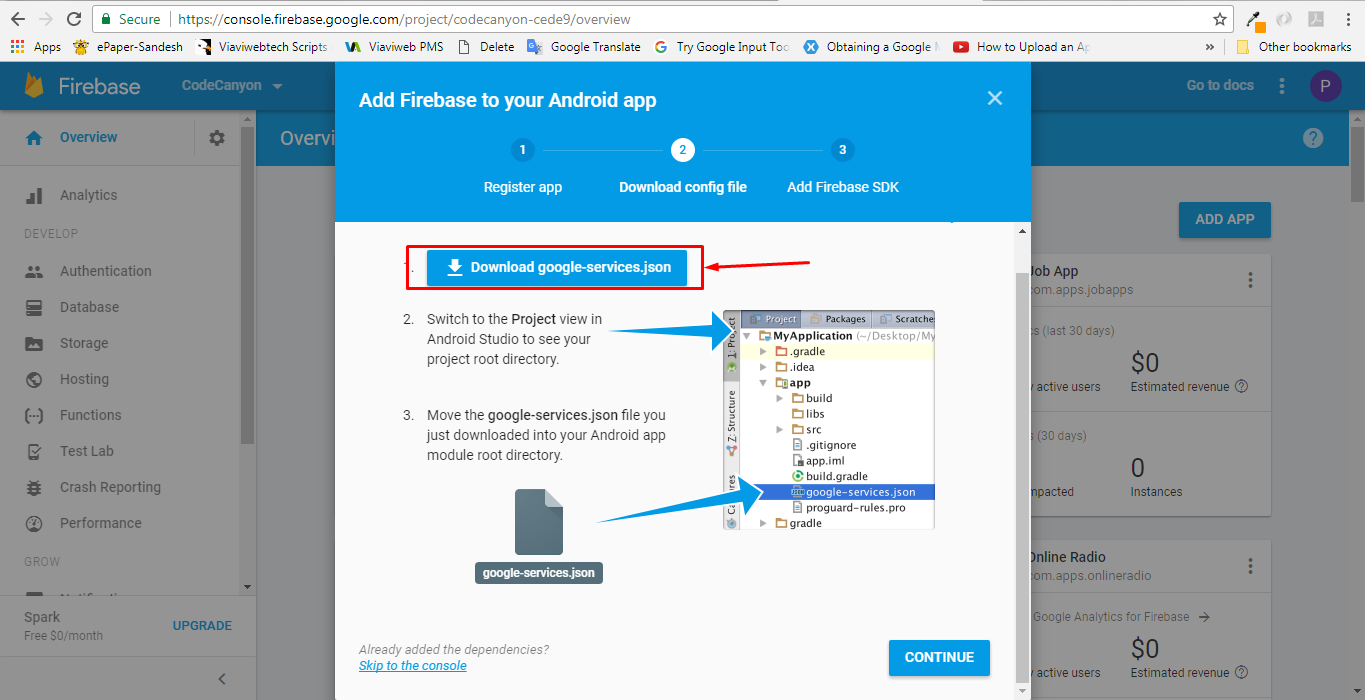 Secure
https://console.firebase.google.com/project/codecanyon-cede9/overview
Apps
ePaper-Sandesh
Viaviwebtech Scripts
Viaviweb PMS
Delete
Google Translate
Try Google Input Too
Obtaining a Google
How to Upload an Ap
»
Other bookmarks
Firebase
CodeCanyon
Go to docs
P
Overview
Overvi
Analytics
DEVELOP
Authentication
Database
Storage
Hosting
Functions
Test Lab
Crash Reporting
Performance
GROW
Spark
Free $0/month
UPGRADE
Add Firebase to your Android app
1
2
3
Register app
Download config file
Add Firebase SDK
Download google-services.json
2. Switch to the Project view in
Android Studio to see your
project root directory.
3. Move the google-services.json file you
just downloaded into your Android app
module root directory.
google-services.json
1: Project
Z: Structure
Project
Packages
Scratches
MyApplication (~/Desktop/My
.gradle
.idea
app
build
libs
src
.gitignore
app.iml
build.gradle
google-services.json
proguard-rules.pro
gradle
Already added the dependencies?
Skip to the console
CONTINUE
ADD APP
Job App
com.apps.jobapps
(last 30 days)
$0
active users
Estimated revenue
(30 days)
0
mpacted
Instances
Online Radio
com.apps.onlineradio
Google Analytics for Firebase
$0
active users
Estimated revenue